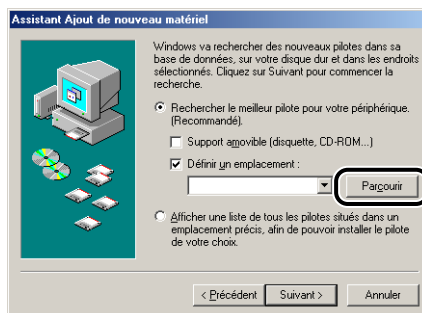 Assistant Ajout de nouveau matériel
Windows va rechercher des nouveaux pilotes dans sa
base de données, sur votre disque dur et dans les endroits
sélectionnés. Cliquez sur Suivant pour commencer la
recherche.
Rechercher le meilleur pilote pour votre périphérique.
(Recommandé).
Support amovible (disquette, CD-ROM...)
Définir un emplacement :
Parcourir
Afficher une liste de tous les pilotes situés dans un
emplacement précis, afin de pouvoir installer le pilote
de votre choix.
< Précédent Suivant > Annuler